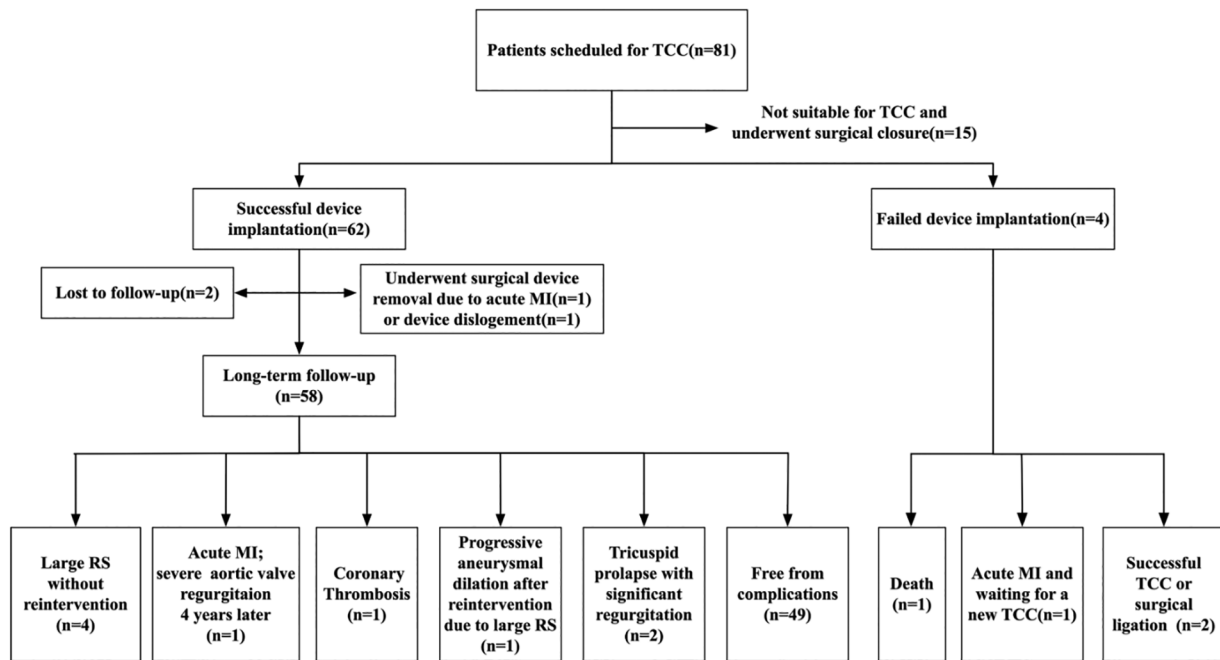 Patients scheduled for TCC(n=81)
Not suitable for TCC and
underwent surgical closure(n=15)
Successful device
implantation(n=62)
Failed device implantation(n=4)
Lost to follow-up(n=2)
Underwent surgical device
removal due to acute MI(n=1)
or device dislogement(n=1)
Long-term follow-up
(n=58)
Large RS
without
reintervention
(n=4)
Acute MI;
severe aortic valve
regurgitaion
4 years later
(n=1)
Coronary
Thrombosis
(n=1)
Progressive
aneurysmal
dilation after
reintervention
due to large RS
(n=1)
Tricuspid
prolapse with
significant
regurgitation
(n=2)
Free from
complications
(n=49)
Death
(n=1)
Acute MI and
waiting for a
new TCC(n=1)
Successful
TCC or
surgical
ligation (n=2)